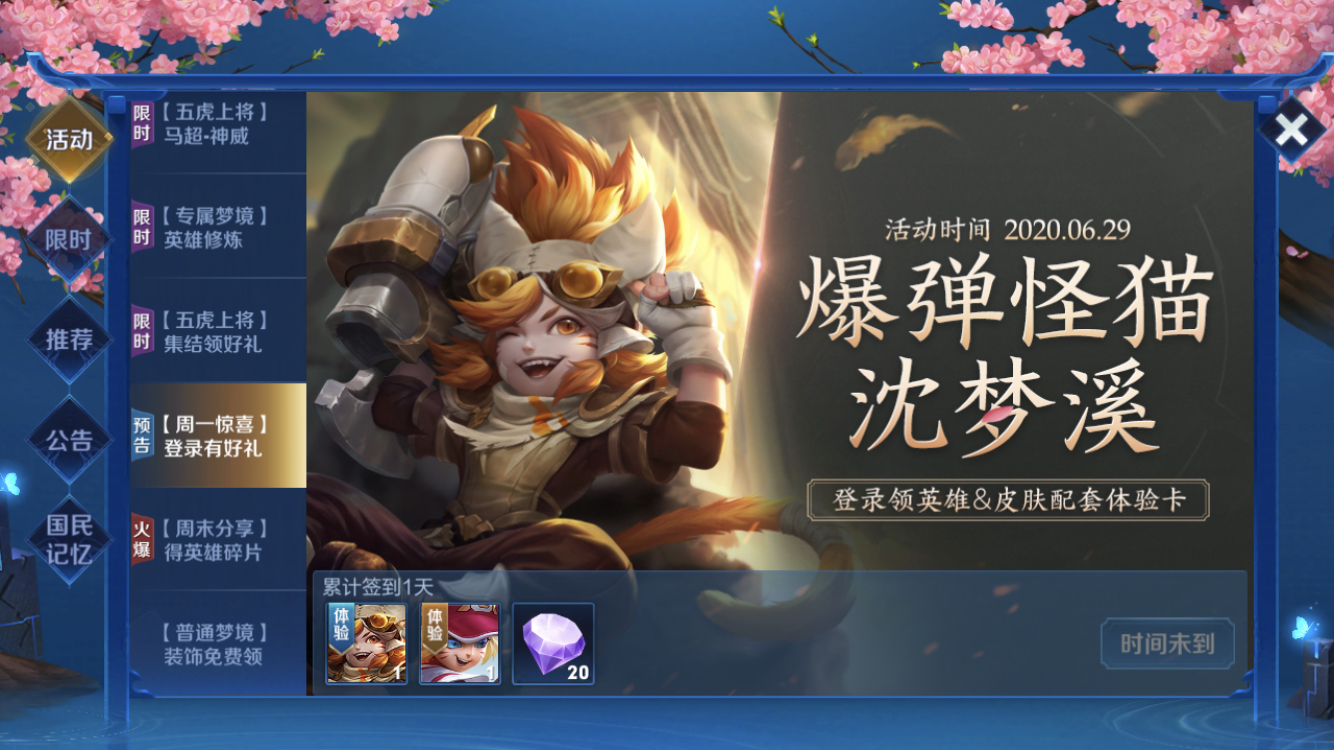 活动
限时
推荐
公告
国民
记忆
限时
【五虎上将】
马超·神威
限时
【专属梦境】
英雄修炼
限时
【五虎上将】
集结领好礼
预告
【周一惊喜】
登录有好礼
火爆
【周末分享】
得英雄碎片
【普通梦境】
装饰免费领
活动时间 2020.06.29
爆弹怪猫
沈梦溪
登录领英雄&皮肤配套体验卡
累计签到1天
体验
1
体验
1
20
时间未到